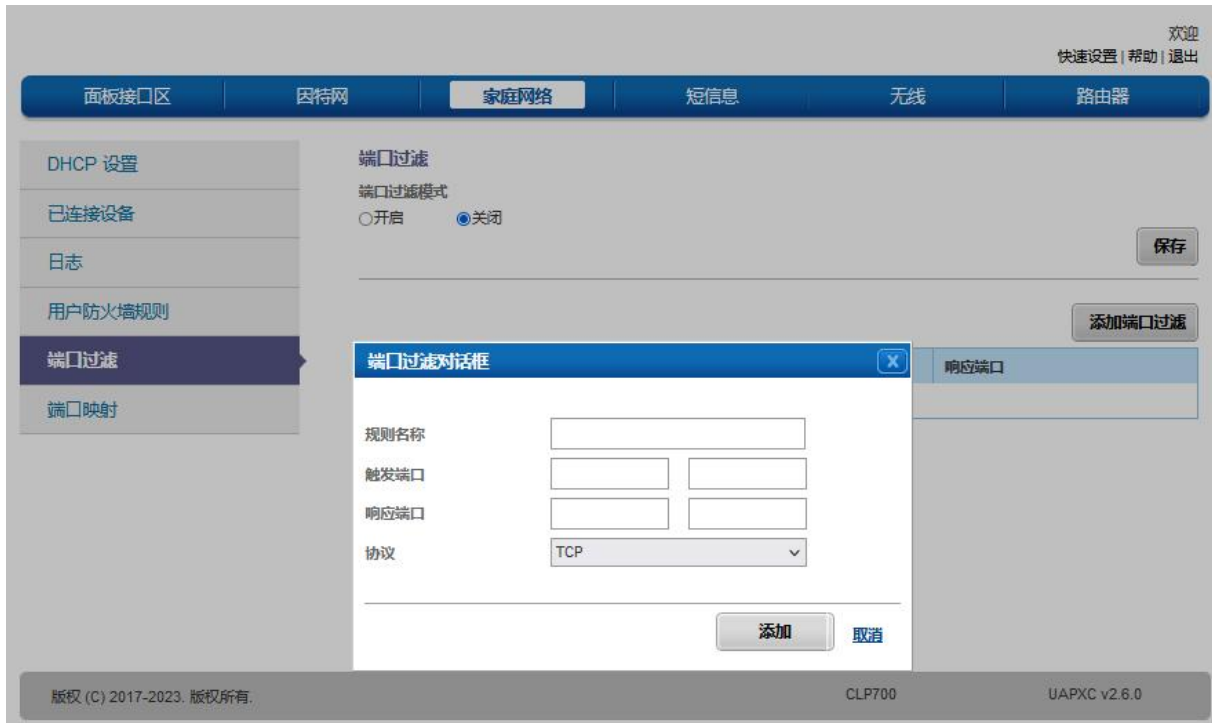 欢迎
快速设置 | 帮助 | 退出
面板接口区 因特网 家庭网络 短信息 无线 路由器
DHCP 设置
已连接设备
日志
用户防火墙规则
端口过滤
端口映射
端口过滤
端口过滤模式
开启 关闭
保存
添加端口过滤
响应端口
端口过滤对话框 X
规则名称
触发端口
响应端口
协议 TCP
添加 取消
版权 (C) 2017-2023. 版权所有. CLP700 UAPXC v2.6.0